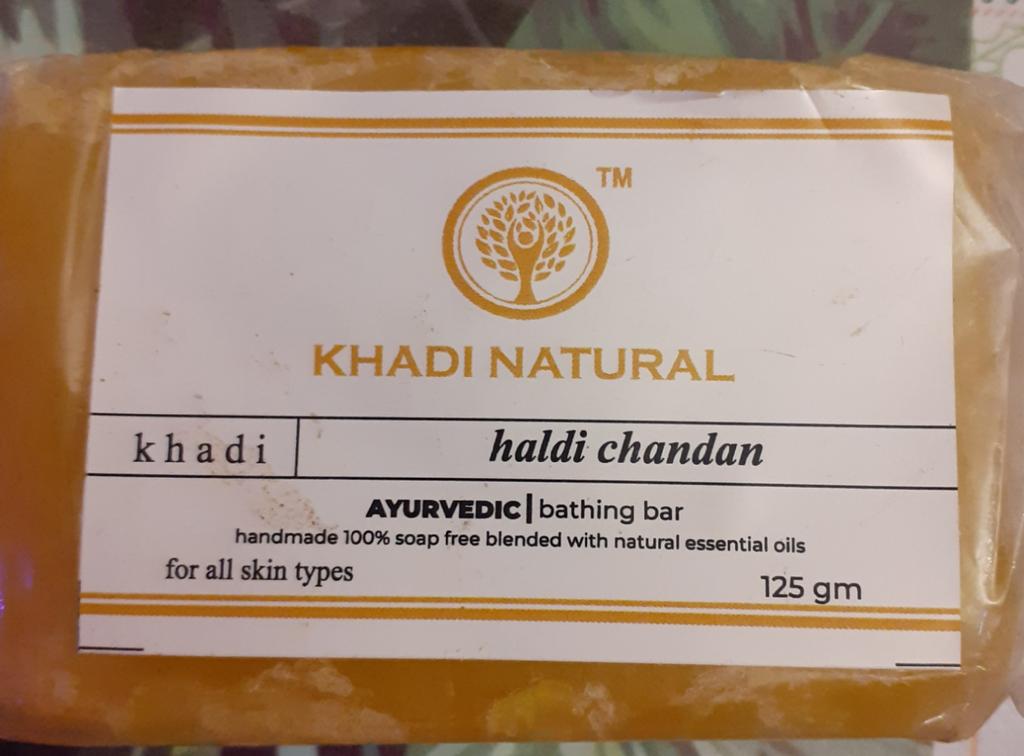 TM
KHADI NATURAL
khadi
haldi chandan
AYURVEDIC | bathing bar
handmade 100% soap free blended with natural essential oils
for all skin types
125 gm